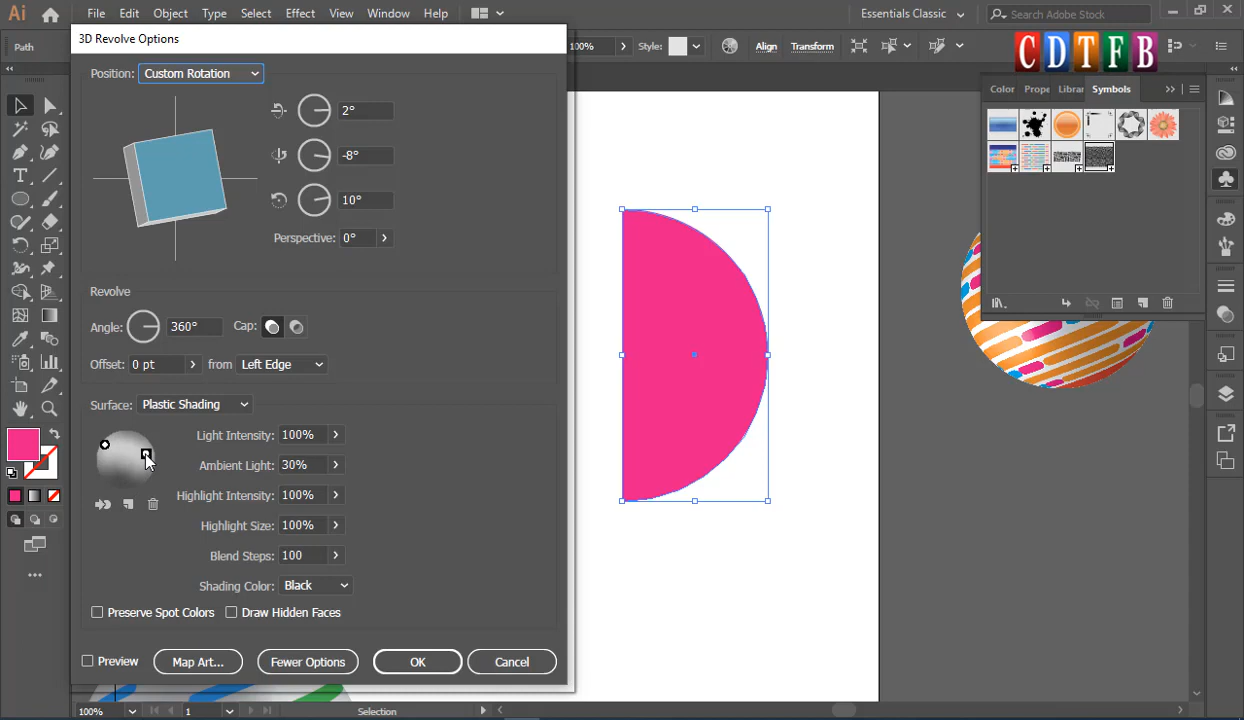 Ai File Edit Object Type Select Effect View Window Help Essentials Classic Search Adobe Stock
Path 100% Style: Align Transform
C D T F B
3D Revolve Options
Position: Custom Rotation
2°
-8°
10°
Perspective: 0°
Revolve
Angle: 360° Cap:
Offset: 0 pt from Left Edge
Surface: Plastic Shading
Light Intensity: 100%
Ambient Light: 30%
Highlight Intensity: 100%
Highlight Size: 100%
Blend Steps: 100
Shading Color: Black
Preserve Spot Colors Draw Hidden Faces
Preview Map Art... Fewer Options OK Cancel
Color Prope Librar Symbols
100% 1 Selection